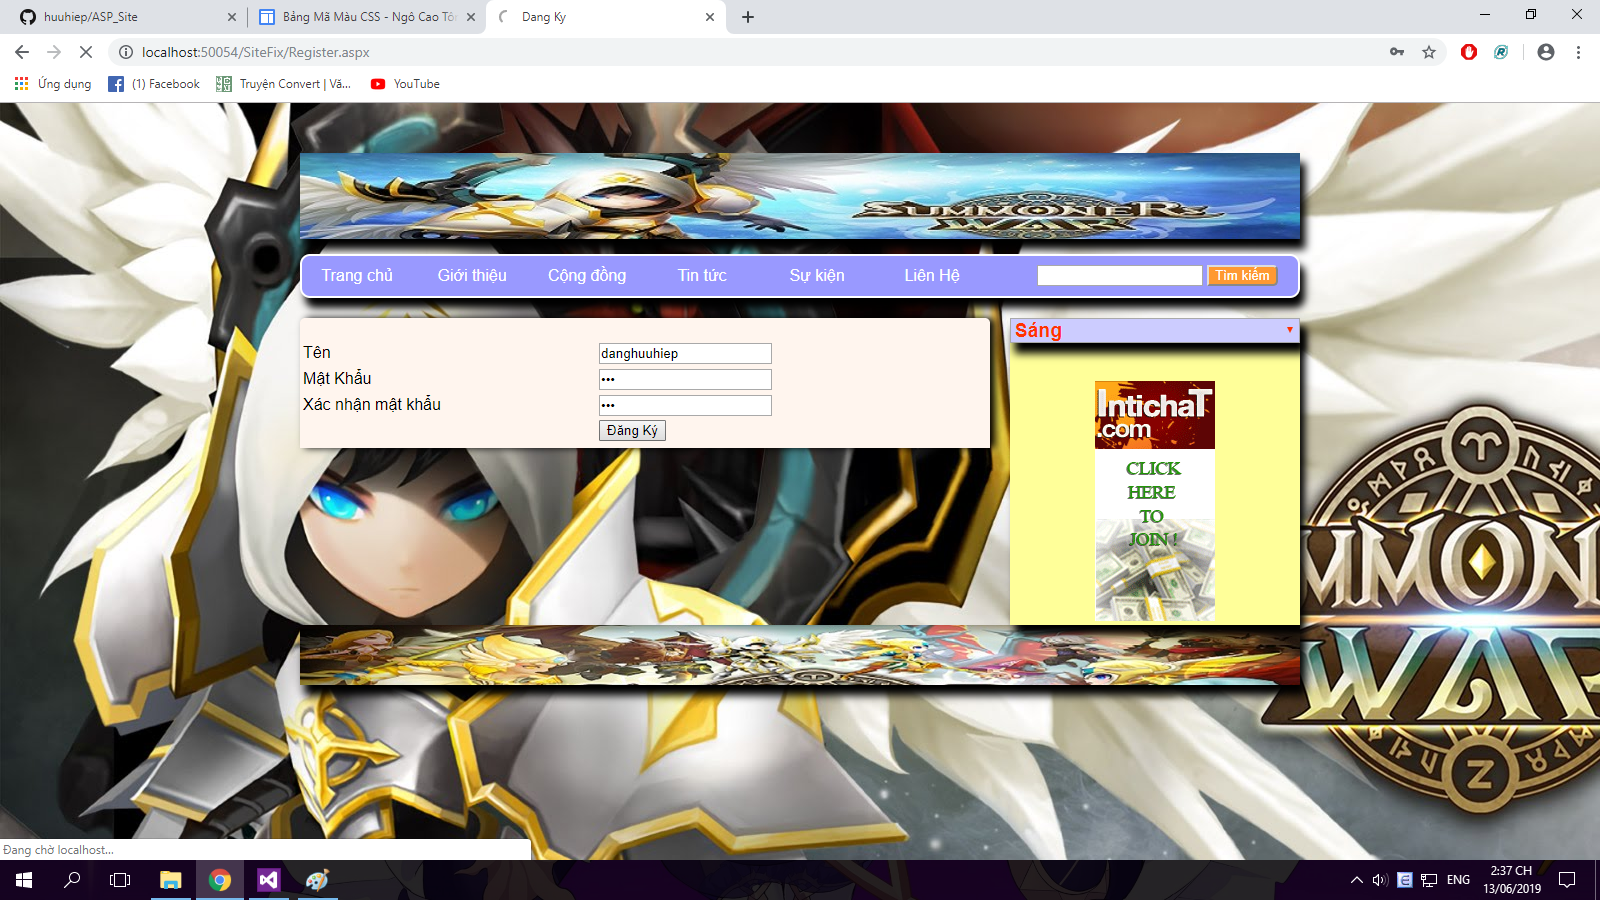 huuhiep/ASP_Site
Bảng Mã Màu CSS - Ngô Cao Tôn
Dang Ky
localhost:50054/SiteFix/Register.aspx
Ứng dụng
(1) Facebook
Truyện Convert | Vă...
YouTube
SUMMONERS
WAR
Trang chủ
Giới thiệu
Cộng đồng
Tin tức
Sự kiện
Liên Hệ
Tìm kiếm
Tên
danghuuhiep
Mật Khẩu
•••
Xác nhận mật khẩu
•••
Đăng Ký
Sáng
IntichaT
.com
CLICK
HERE
TO
JOIN !
Đang chờ localhost...
ENG
2:37 CH
13/06/2019